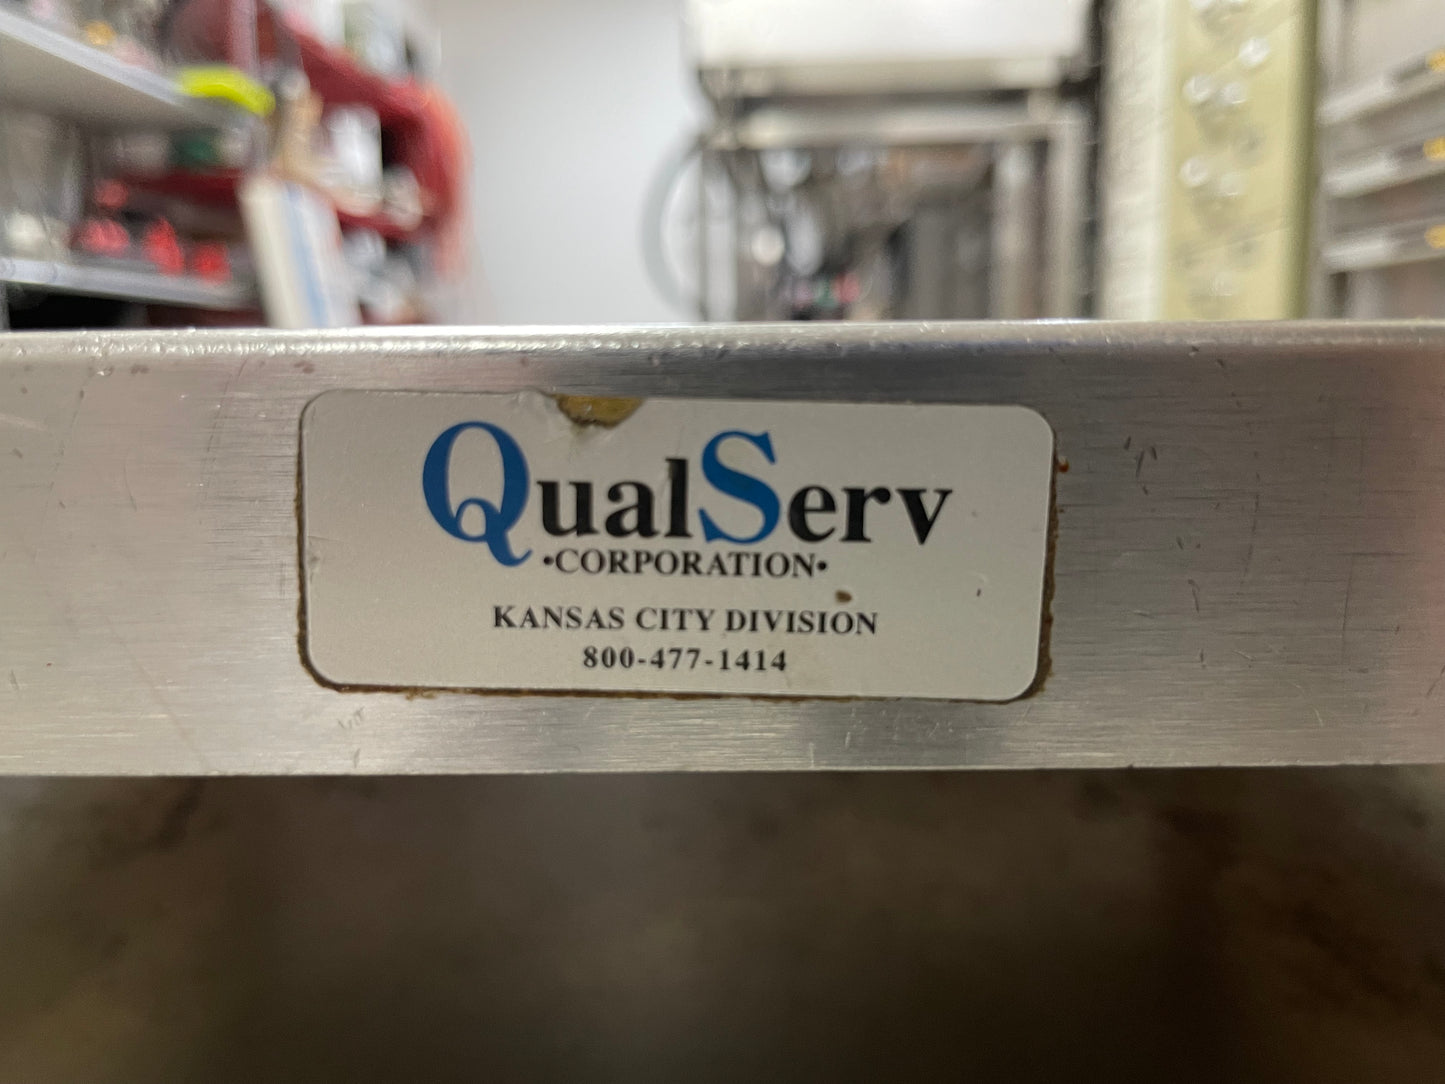 QualServ
•CORPORATION•
KANSAS CITY DIVISION
800-477-1414